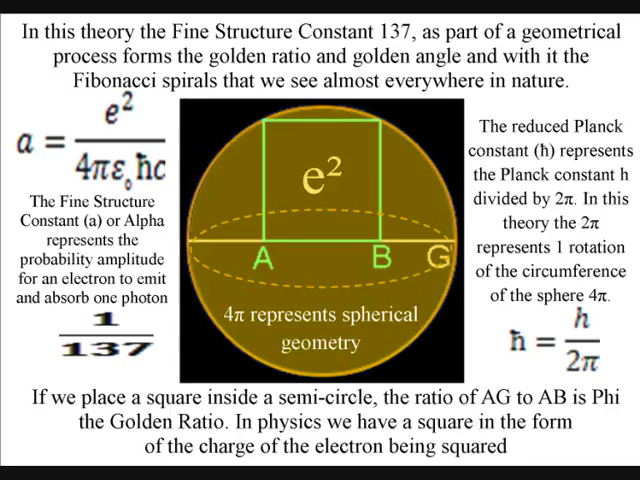 In this theory the Fine Structure Constant 137, as part of a geometrical
process forms the golden ratio and golden angle and with it the
Fibonacci spirals that we see almost everywhere in nature.
a = e² / 4πε₀ħc
The Fine Structure
Constant (a) or Alpha
represents the
probability amplitude
for an electron to emit
and absorb one photon
1/137
e²
A B G
4π represents spherical
geometry
The reduced Planck
constant (ħ) represents
the Planck constant h
divided by 2π. In this
theory the 2π
represents 1 rotation
of the circumference
of the sphere 4π.
ħ = h / 2π
If we place a square inside a semi-circle, the ratio of AG to AB is Phi
the Golden Ratio. In physics we have a square in the form
of the charge of the electron being squared